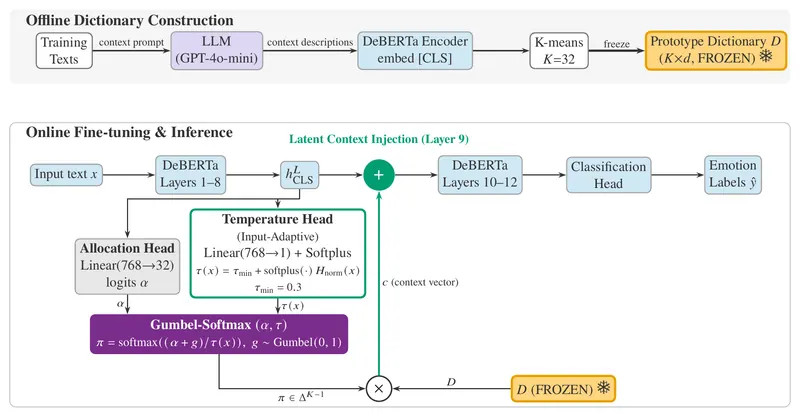 Offline Dictionary Construction
Training
Texts
context prompt
LLM
(GPT-4o-mini)
context descriptions
DeBERTa Encoder
embed [CLS]
K-means
K=32
freeze
Prototype Dictionary D
(K×d, FROZEN)
Online Fine-tuning & Inference
Latent Context Injection (Layer 9)
Input text x
DeBERTa
Layers 1–8
h^L_CLS
+
DeBERTa
Layers 10–12
Classification
Head
Emotion
Labels ŷ
Allocation Head
Linear(768→32)
logits α
Temperature Head
(Input-Adaptive)
Linear(768→1) + Softplus
τ(x) = τ_min + softplus(·) H_norm(x)
τ_min = 0.3
c (context vector)
α
τ(x)
Gumbel-Softmax (α, τ)
π = softmax((α + g)/τ(x)), g ∼ Gumbel(0, 1)
π ∈ Δ^{K−1}
×
D
D (FROZEN)